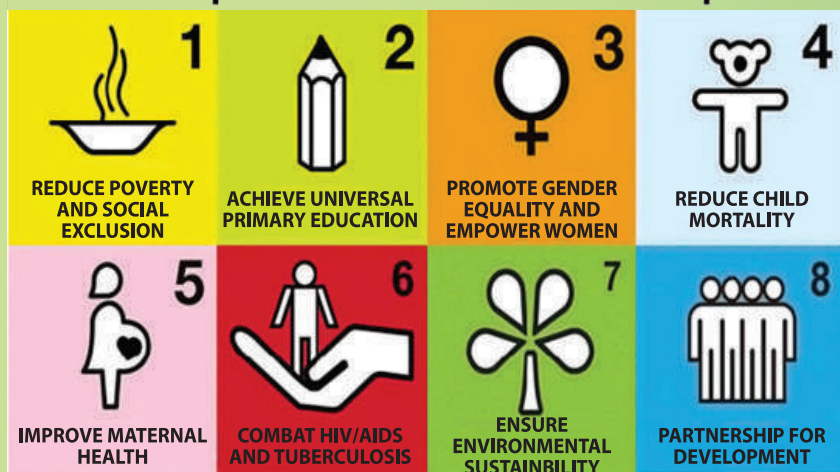 1
REDUCE POVERTY
AND SOCIAL
EXCLUSION
2
ACHIEVE UNIVERSAL
PRIMARY EDUCATION
3
PROMOTE GENDER
EQUALITY AND
EMPOWER WOMEN
4
REDUCE CHILD
MORTALITY
5
IMPROVE MATERNAL
HEALTH
6
COMBAT HIV/AIDS
AND TUBERCULOSIS
7
ENSURE
ENVIRONMENTAL
SUSTAINBILITY
8
PARTNERSHIP FOR
DEVELOPMENT